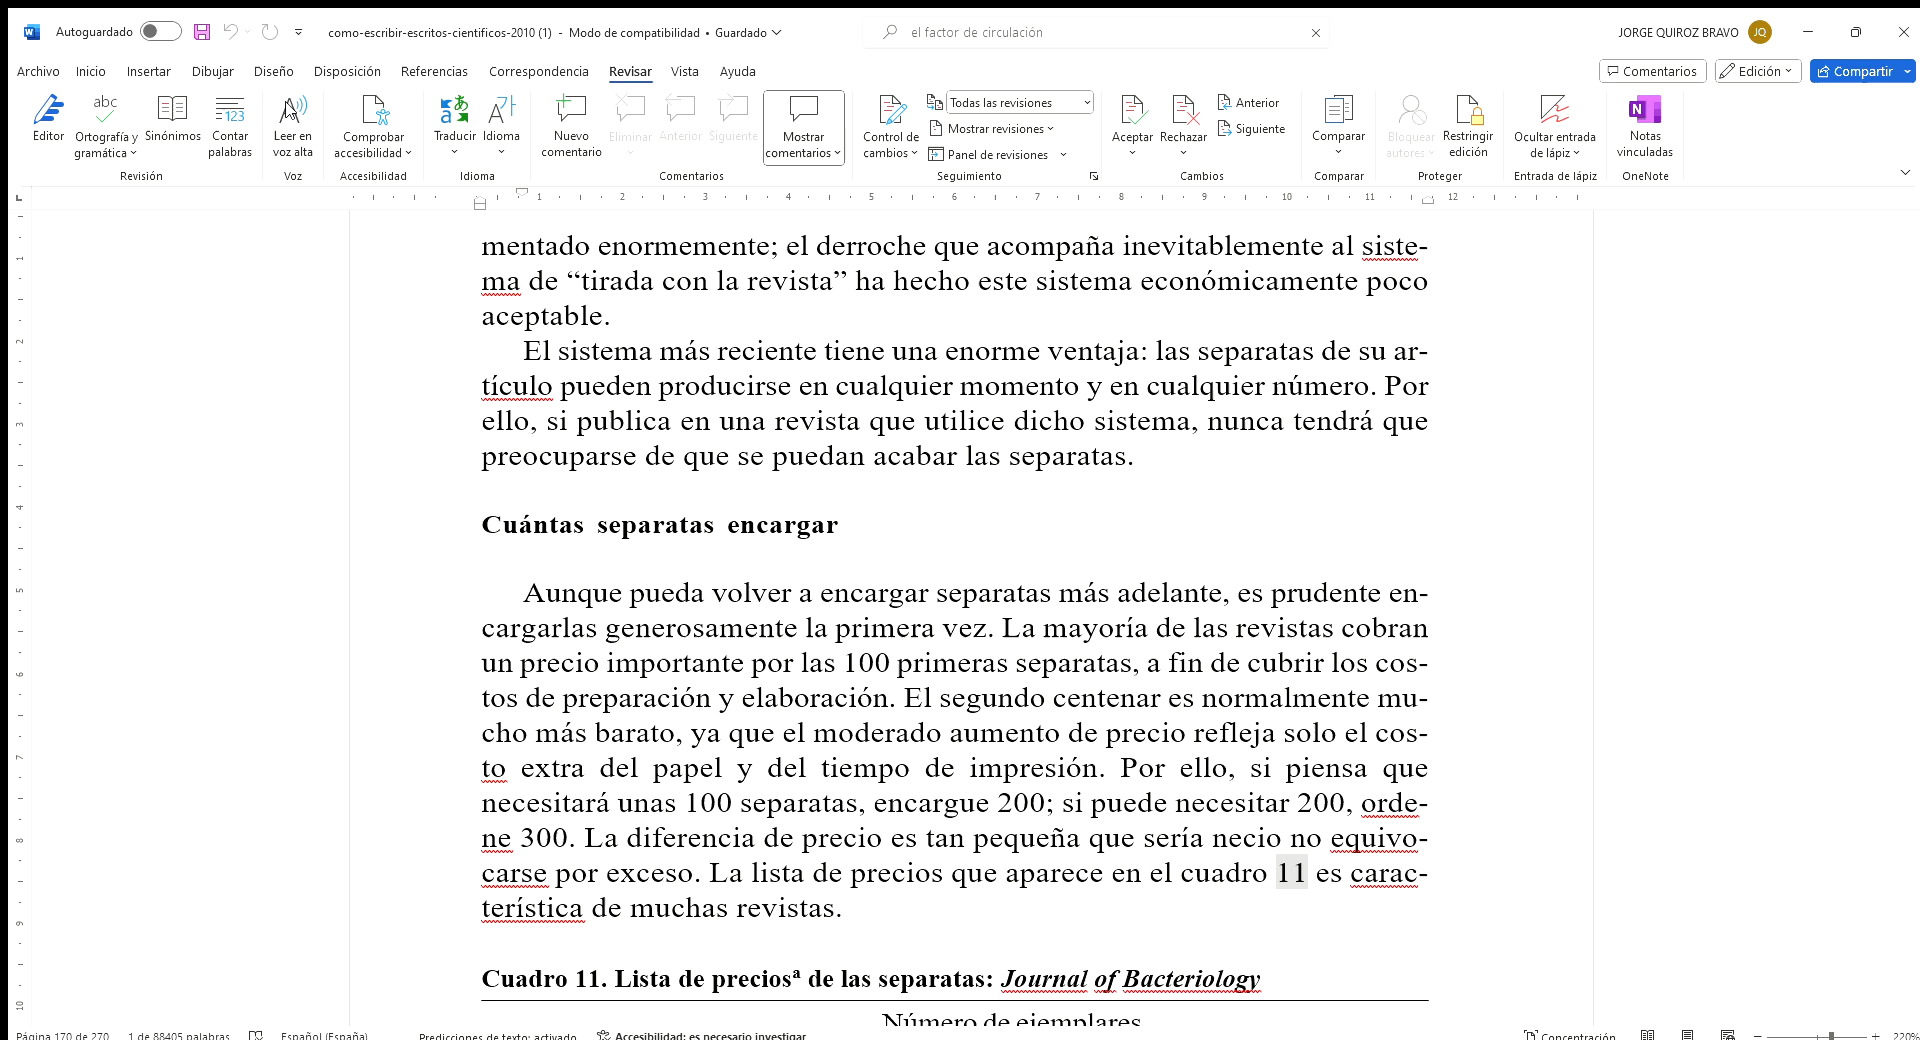 Autoguardado como-escribir-escritos-cientificos-2010 (1) - Modo de compatibilidad • Guardado el factor de circulación JORGE QUIROZ BRAVO JQ
Archivo Inicio Insertar Dibujar Diseño Disposición Referencias Correspondencia Revisar Vista Ayuda Comentarios Edición Compartir
Editor
Ortografía y gramática
Sinónimos
Contar palabras
Leer en voz alta
Comprobar accesibilidad
Traducir
Idioma
Nuevo comentario
Eliminar
Anterior
Siguiente
Mostrar comentarios
Control de cambios
Todas las revisiones
Mostrar revisiones
Panel de revisiones
Aceptar
Rechazar
Anterior
Siguiente
Comparar
Bloquear autores
Restringir edición
Ocultar entrada de lápiz
Notas vinculadas
Revisión Voz Accesibilidad Idioma Comentarios Seguimiento Cambios Comparar Proteger Entrada de lápiz OneNote
1 2 3 4 5 6 7 8 9 10 11 12
mentado enormemente; el derroche que acompaña inevitablemente al siste-
ma de “tirada con la revista” ha hecho este sistema económicamente poco
aceptable.
El sistema más reciente tiene una enorme ventaja: las separatas de su ar-
tículo pueden producirse en cualquier momento y en cualquier número. Por
ello, si publica en una revista que utilice dicho sistema, nunca tendrá que
preocuparse de que se puedan acabar las separatas.
Cuántas separatas encargar
Aunque pueda volver a encargar separatas más adelante, es prudente en-
cargarlas generosamente la primera vez. La mayoría de las revistas cobran
un precio importante por las 100 primeras separatas, a fin de cubrir los cos-
tos de preparación y elaboración. El segundo centenar es normalmente mu-
cho más barato, ya que el moderado aumento de precio refleja solo el cos-
to extra del papel y del tiempo de impresión. Por ello, si piensa que
necesitará unas 100 separatas, encargue 200; si puede necesitar 200, orde-
ne 300. La diferencia de precio es tan pequeña que sería necio no equivo-
carse por exceso. La lista de precios que aparece en el cuadro 11 es carac-
terística de muchas revistas.
Cuadro 11. Lista de preciosª de las separatas: Journal of Bacteriology
Número de ejemplares
Página 170 de 270 1 de 88405 palabras Español (España) Predicciones de texto: activado Accesibilidad: es necesario investigar Concentración 220%